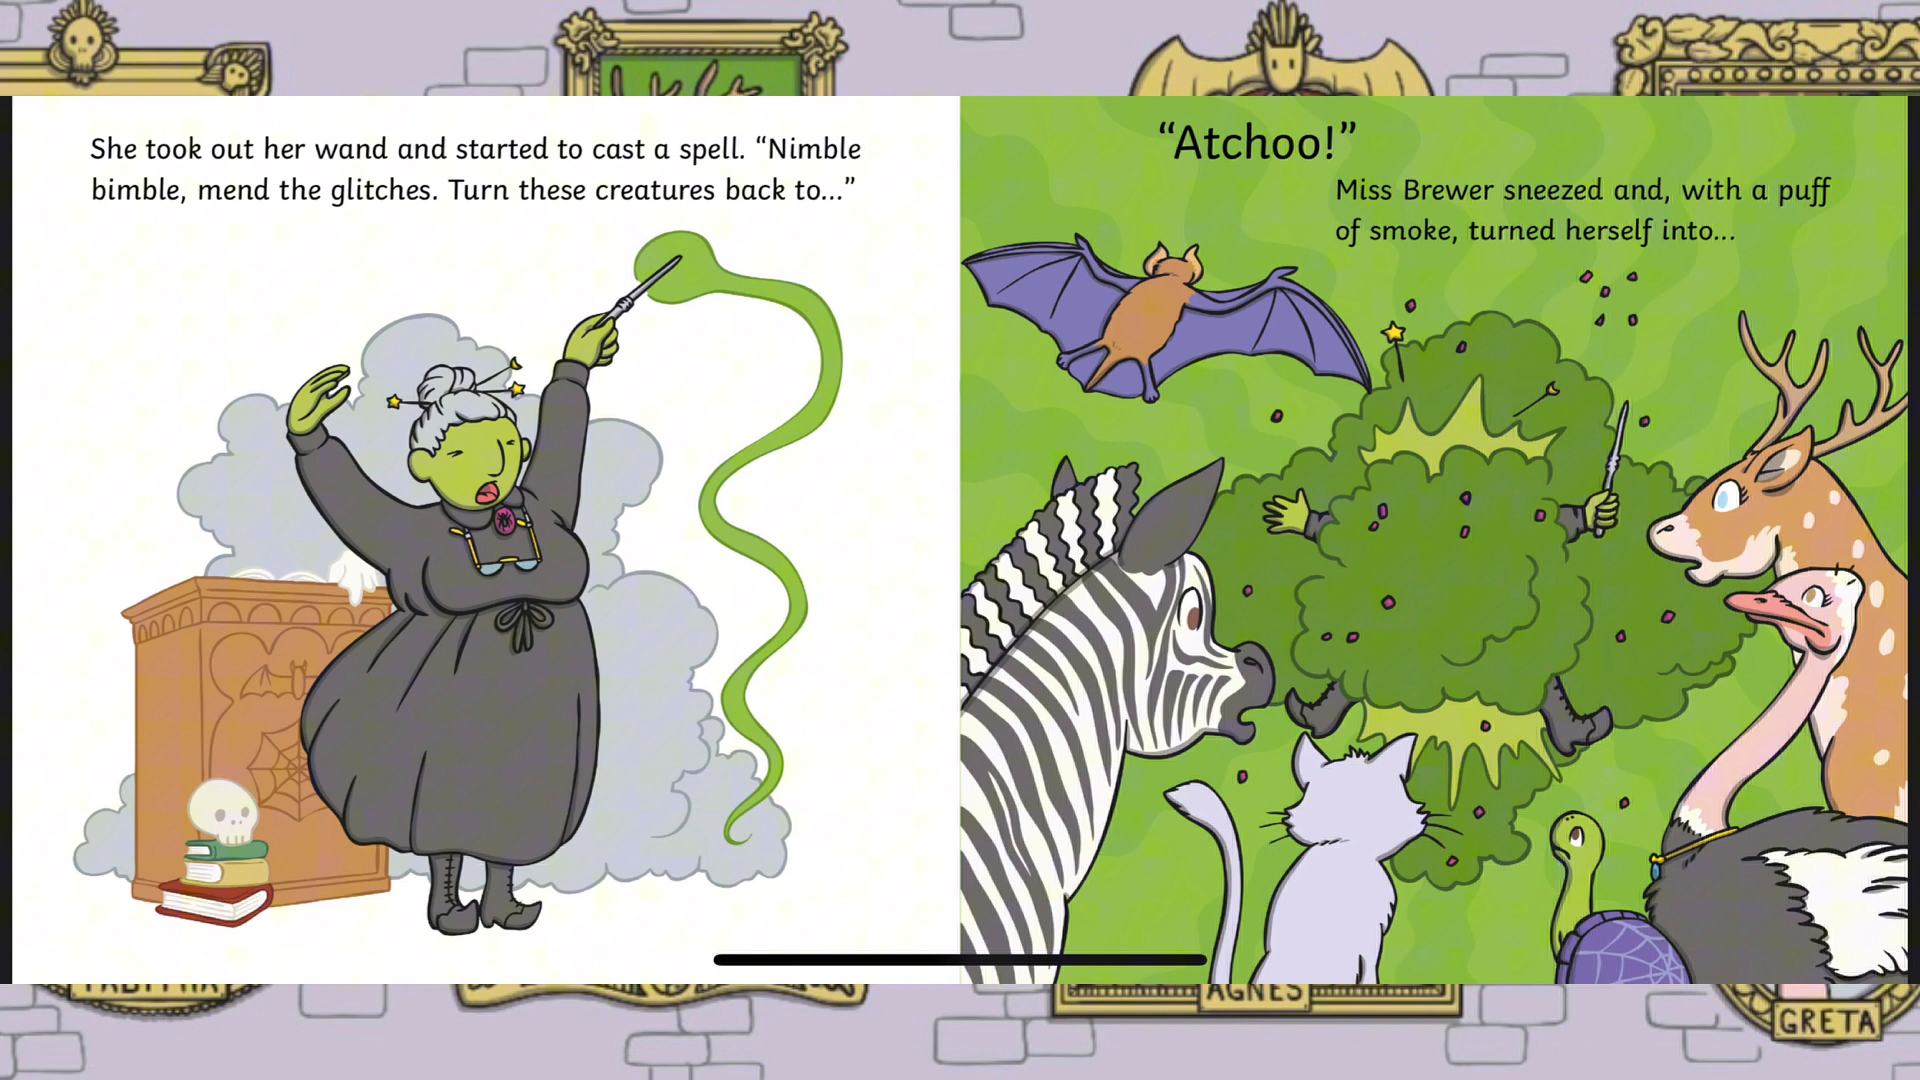 She took out her wand and started to cast a spell. “Nimble
bimble, mend the glitches. Turn these creatures back to...”
“Atchoo!”
Miss Brewer sneezed and, with a puff
of smoke, turned herself into...
TABITHA
AGNES
GRETA